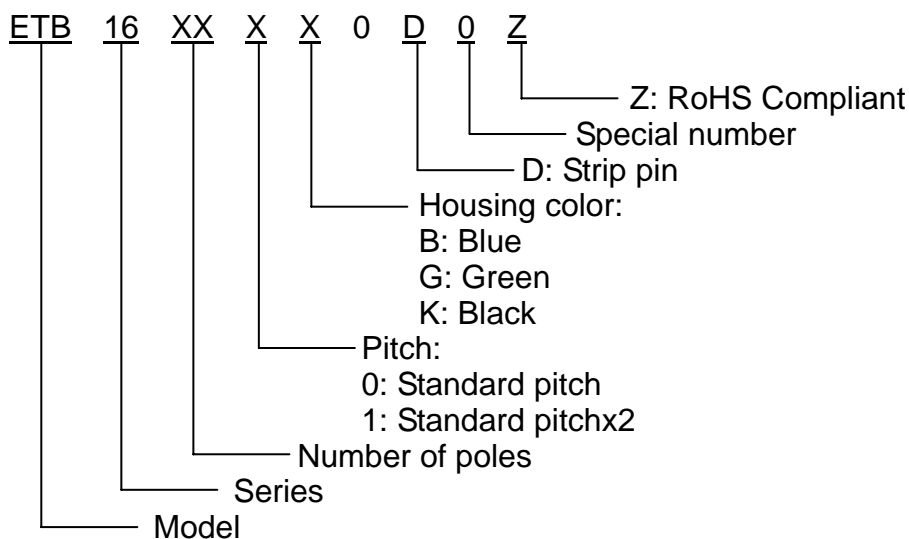 ETB 16 XX X X 0 D 0 Z
Z: RoHS Compliant
Special number
D: Strip pin
Housing color:
B: Blue
G: Green
K: Black
Pitch:
0: Standard pitch
1: Standard pitchx2
Number of poles
Series
Model